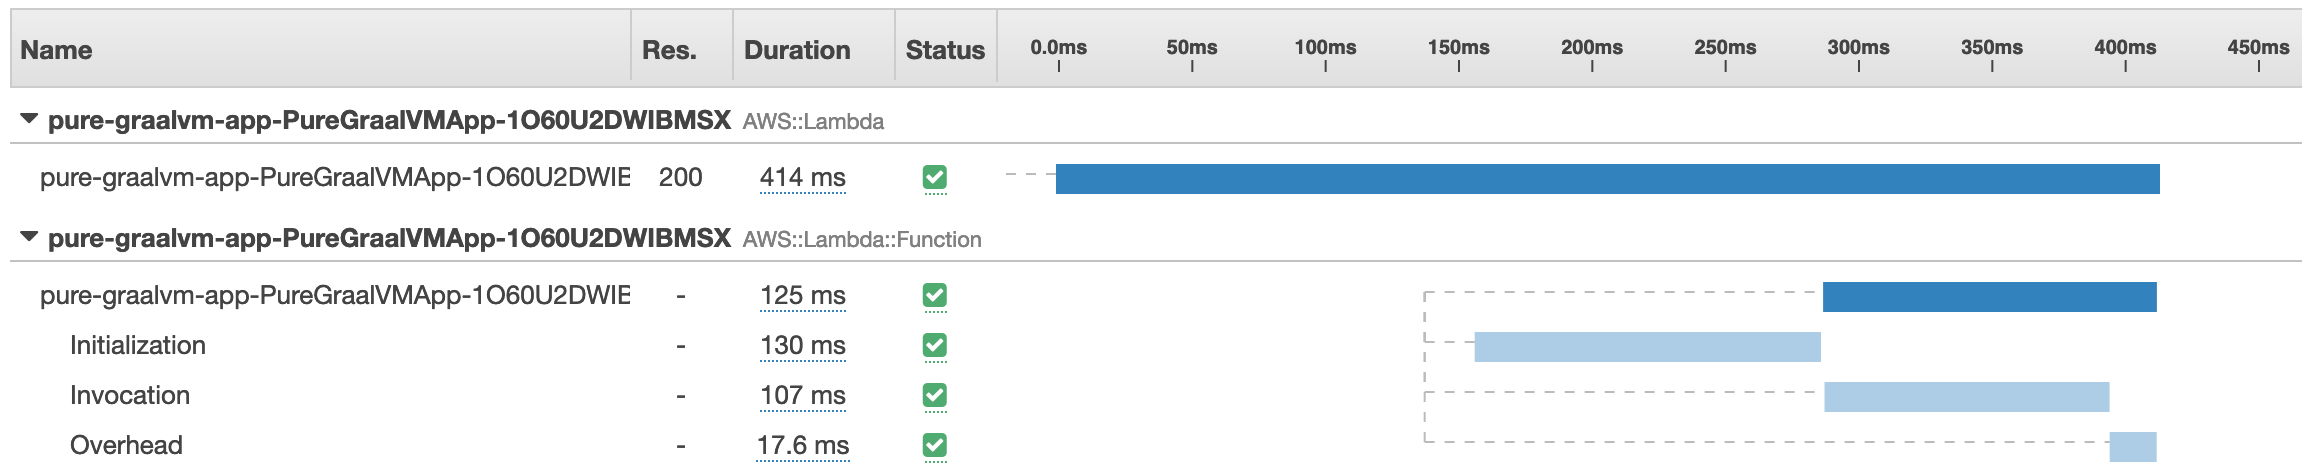 Name Res. Duration Status 0.0ms 50ms 100ms 150ms 200ms 250ms 300ms 350ms 400ms 450ms
pure-graalvm-app-PureGraalVMApp-1O60U2DWIBMSX AWS::Lambda
pure-graalvm-app-PureGraalVMApp-1O60U2DWIE 200 414 ms
pure-graalvm-app-PureGraalVMApp-1O60U2DWIBMSX AWS::Lambda::Function
pure-graalvm-app-PureGraalVMApp-1O60U2DWIE - 125 ms
Initialization - 130 ms
Invocation - 107 ms
Overhead - 17.6 ms